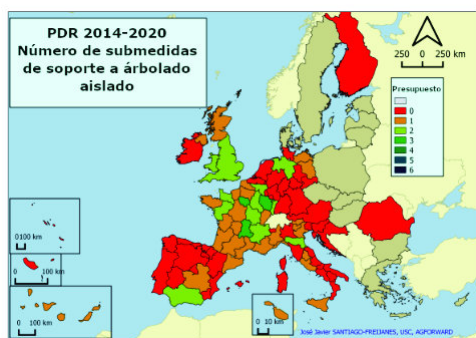 PDR 2014-2020
Número de submedidas
de soporte a árbolado
aislado
250 0 250 km
Presupuesto
0
1
2
3
4
5
6
0100 km
0 100 km
0 100 km
0 10 km
José Javier SANTIAGO-FREIJANES, USC, AGFORWARD